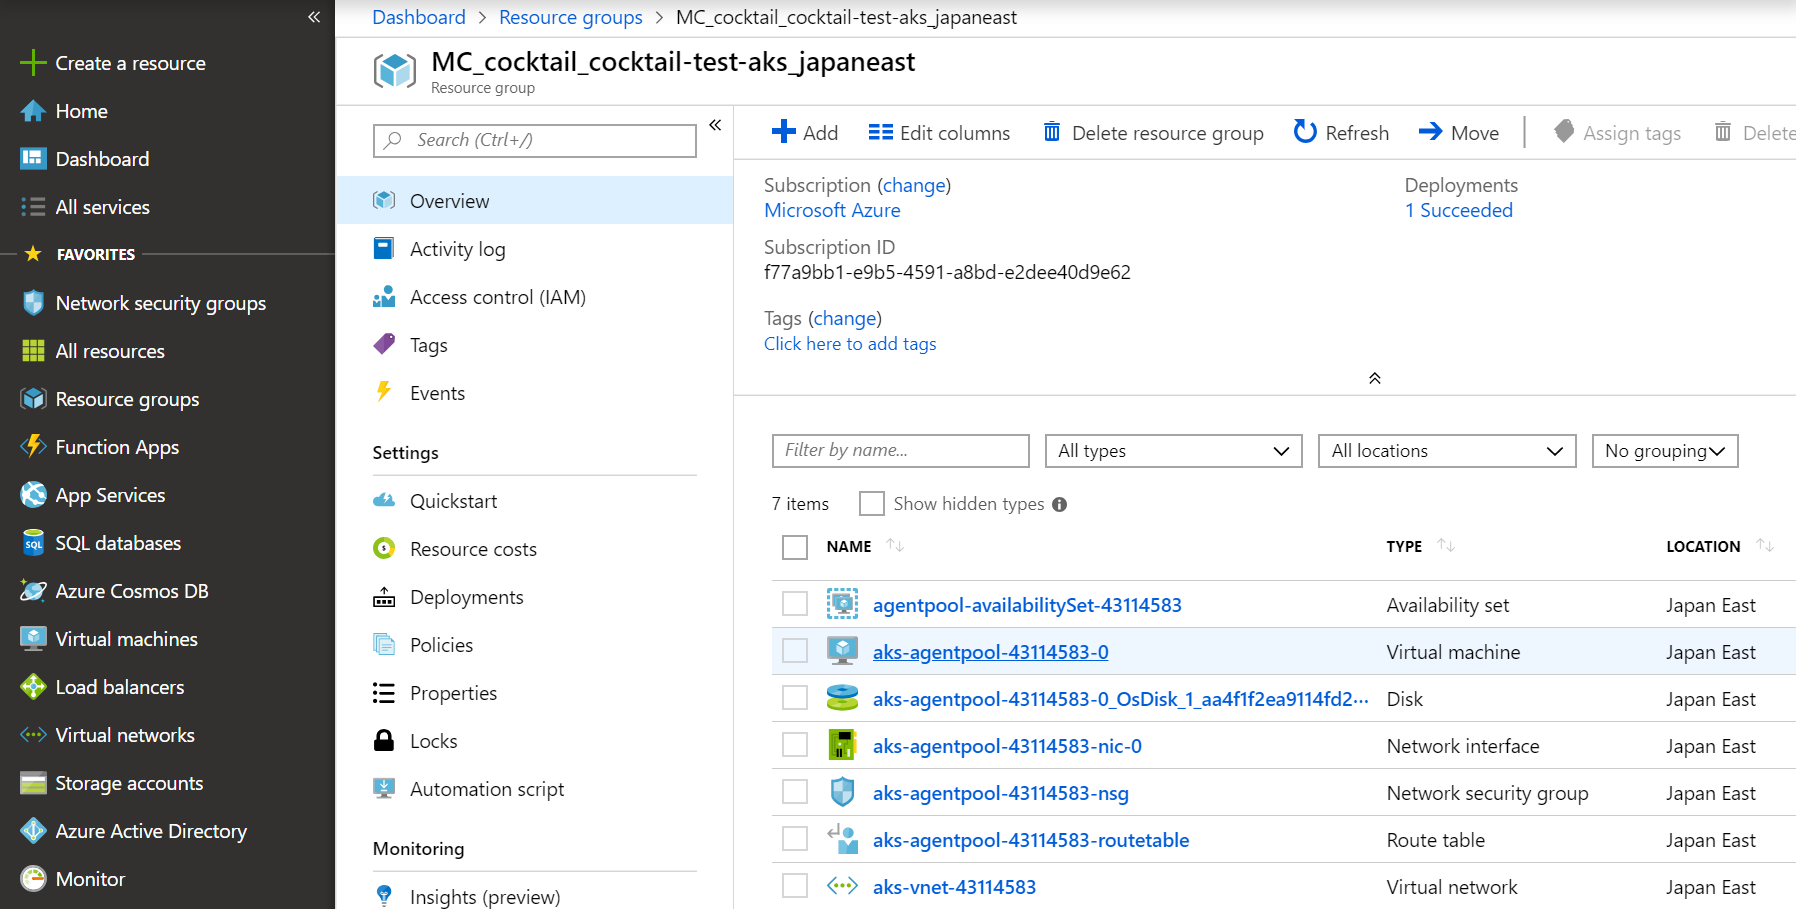 Create a resource
Home
Dashboard
All services
FAVORITES
Network security groups
All resources
Resource groups
Function Apps
App Services
SQL
SQL databases
Azure Cosmos DB
Virtual machines
Load balancers
Virtual networks
Storage accounts
Azure Active Directory
Monitor
Dashboard > Resource groups > MC_cocktail_cocktail-test-aks_japaneast
MC_cocktail_cocktail-test-aks_japaneast
Resource group
Search (Ctrl+/)
Overview
Activity log
Access control (IAM)
Tags
Events
Settings
Quickstart
Resource costs
Deployments
Policies
Properties
Locks
Automation script
Monitoring
Insights (preview)
Add Edit columns Delete resource group Refresh Move Assign tags Delete
Subscription (change)
Microsoft Azure
Deployments
1 Succeeded
Subscription ID
f77a9bb1-e9b5-4591-a8bd-e2dee40d9e62
Tags (change)
Click here to add tags
Filter by name... All types All locations No grouping
7 items Show hidden types
NAME TYPE LOCATION
agentpool-availabilitySet-43114583 Availability set Japan East
aks-agentpool-43114583-0 Virtual machine Japan East
aks-agentpool-43114583-0_OsDisk_1_aa4f1f2ea9114fd2··· Disk Japan East
aks-agentpool-43114583-nic-0 Network interface Japan East
aks-agentpool-43114583-nsg Network security group Japan East
aks-agentpool-43114583-routetable Route table Japan East
aks-vnet-43114583 Virtual network Japan East